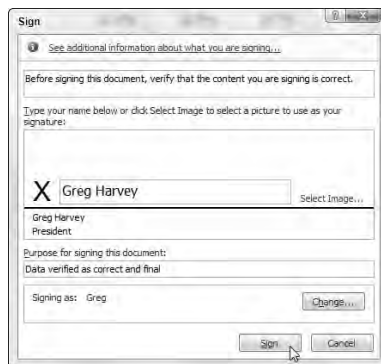 Sign
See additional information about what you are signing...
Before signing this document, verify that the content you are signing is correct.
Type your name below or click Select Image to select a picture to use as your
signature:
X Greg Harvey
Select Image...
Greg Harvey
President
Purpose for signing this document:
Data verified as correct and final
Signing as: Greg
Change...
Sign
Cancel